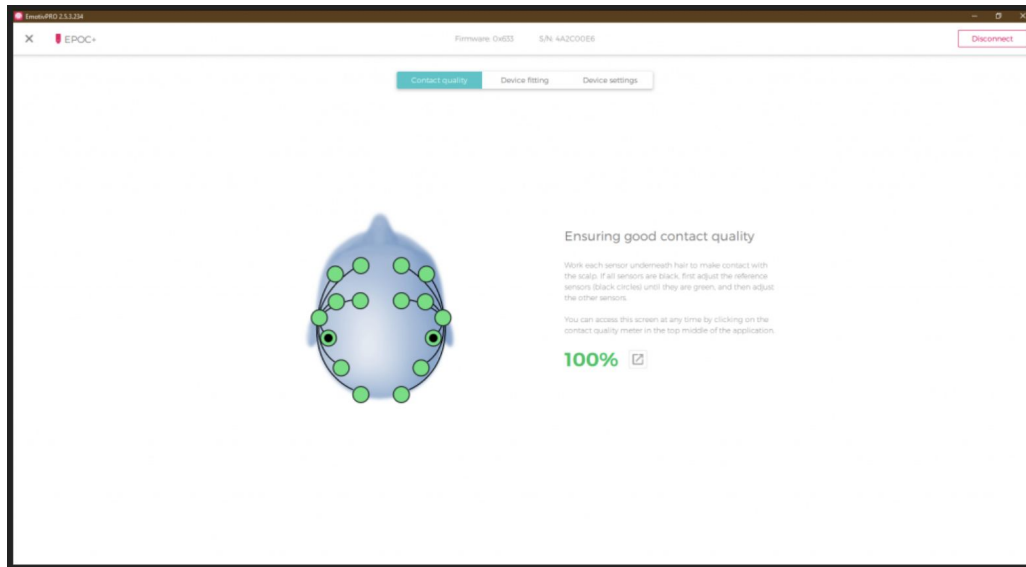 EmotivPRO 2.5.3.234
EPOC+
Firmware: 0x633
S/N: 4A2C00E6
Disconnect
Contact quality
Device fitting
Device settings
Ensuring good contact quality
Work each sensor underneath hair to make contact with
the scalp. If all sensors are black, first adjust the reference
sensors (black circles) until they are green, and then adjust
the other sensors.
You can access this screen at any time by clicking on the
contact quality meter in the top middle of the application.
100%